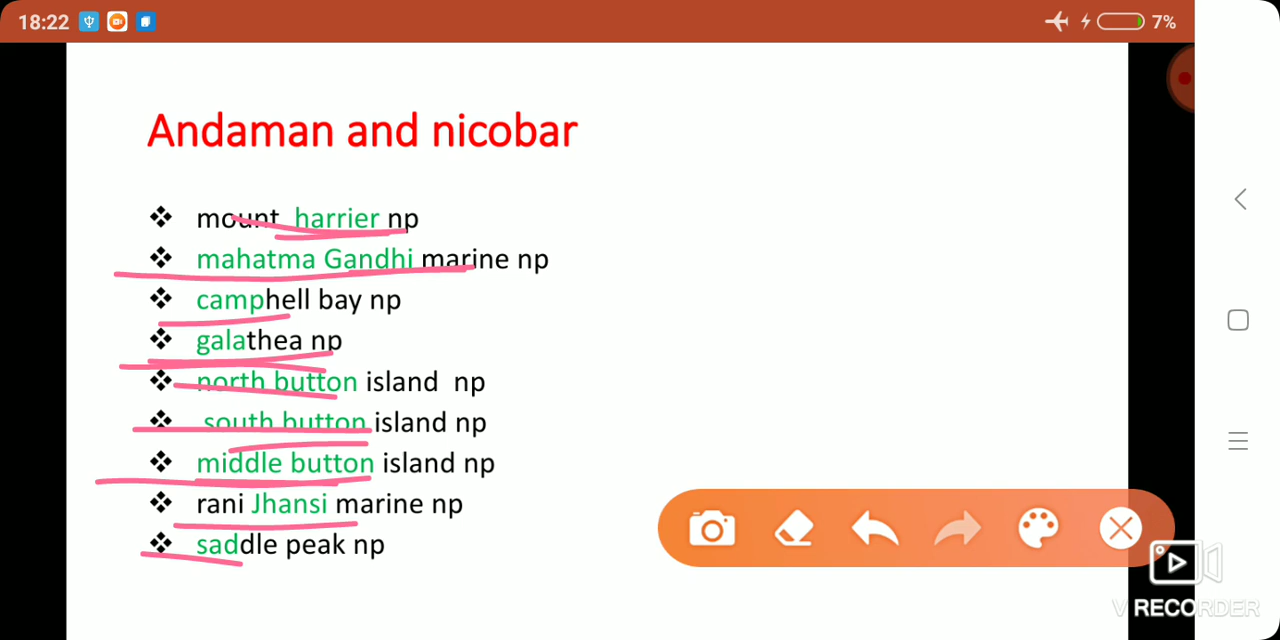 18:22
7%
Andaman and nicobar
❖ mount harrier np
❖ mahatma Gandhi marine np
❖ camphell bay np
❖ galathea np
❖ north button island np
❖ south button island np
❖ middle button island np
❖ rani Jhansi marine np
❖ saddle peak np
V RECORDER